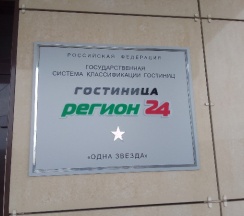 РОССИЙСКАЯ ФЕДЕРАЦИЯ
ГОСУДАРСТВЕННАЯ
СИСТЕМА КЛАССИФИКАЦИИ ГОСТИНИЦ
ГОСТИНИЦА
регион 24
«ОДНА ЗВЕЗДА»